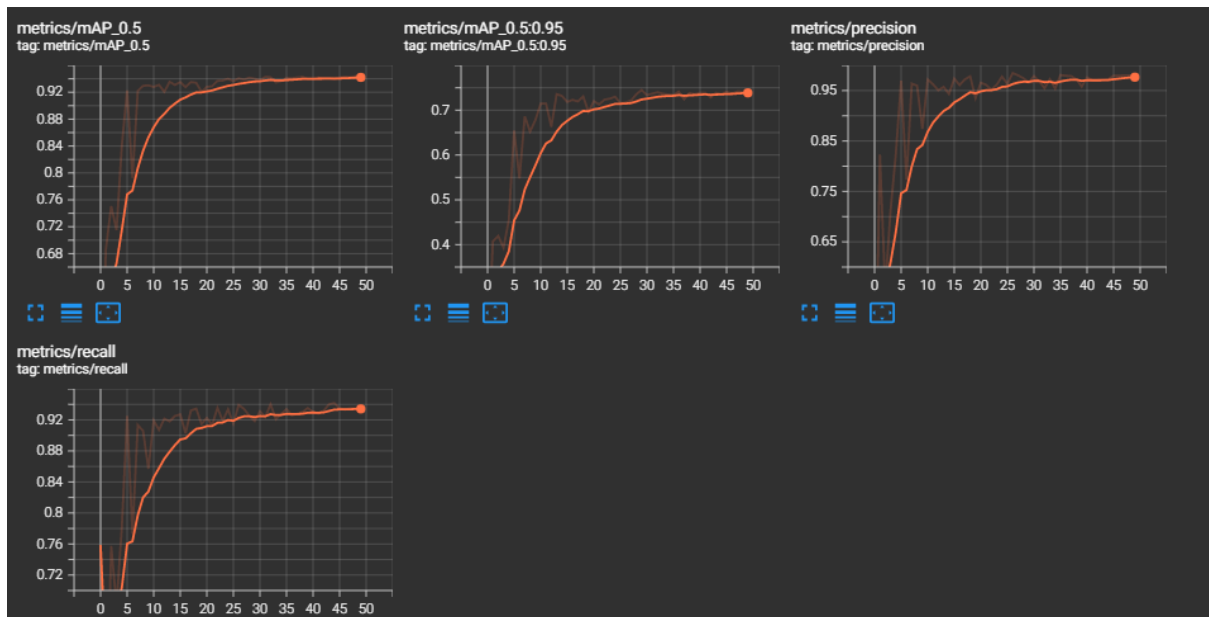 metrics/mAP_0.5
tag: metrics/mAP_0.5
0.92
0.88
0.84
0.8
0.76
0.72
0.68
0 5 10 15 20 25 30 35 40 45 50
metrics/mAP_0.5:0.95
tag: metrics/mAP_0.5:0.95
0.7
0.6
0.5
0.4
0 5 10 15 20 25 30 35 40 45 50
metrics/precision
tag: metrics/precision
0.95
0.85
0.75
0.65
0 5 10 15 20 25 30 35 40 45 50
metrics/recall
tag: metrics/recall
0.92
0.88
0.84
0.8
0.76
0.72
0 5 10 15 20 25 30 35 40 45 50